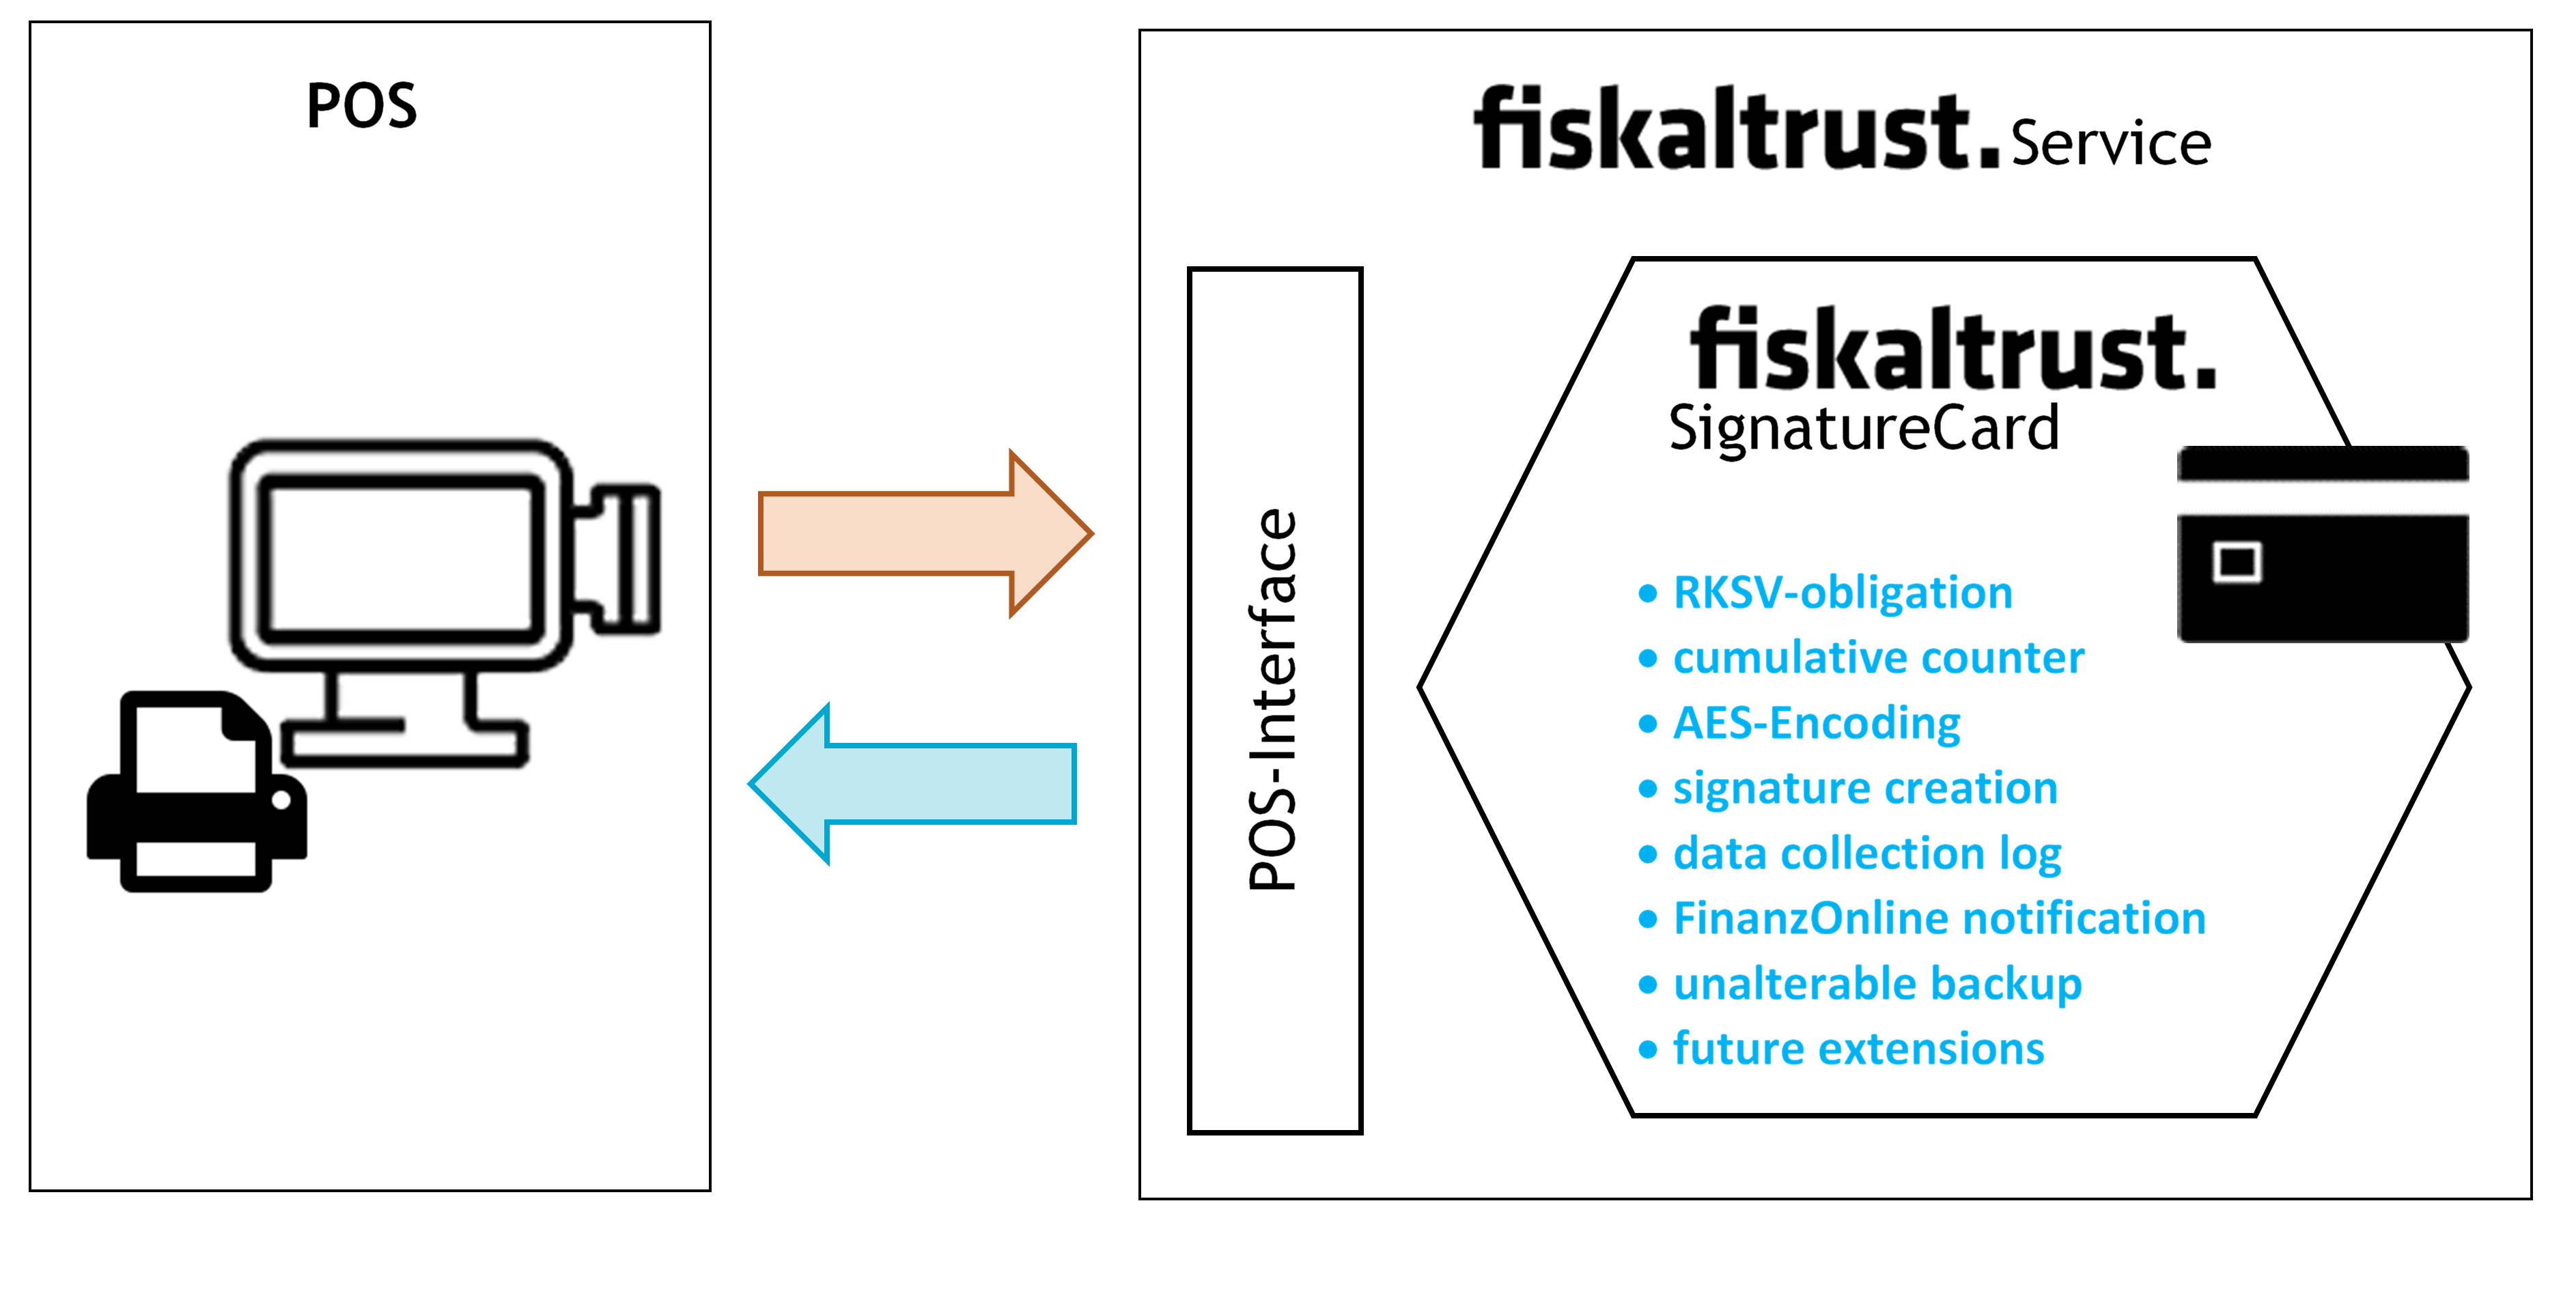 POS
fiskaltrust. Service
POS-Interface
fiskaltrust.
SignatureCard
• RKSV-obligation
• cumulative counter
• AES-Encoding
• signature creation
• data collection log
• FinanzOnline notification
• unalterable backup
• future extensions